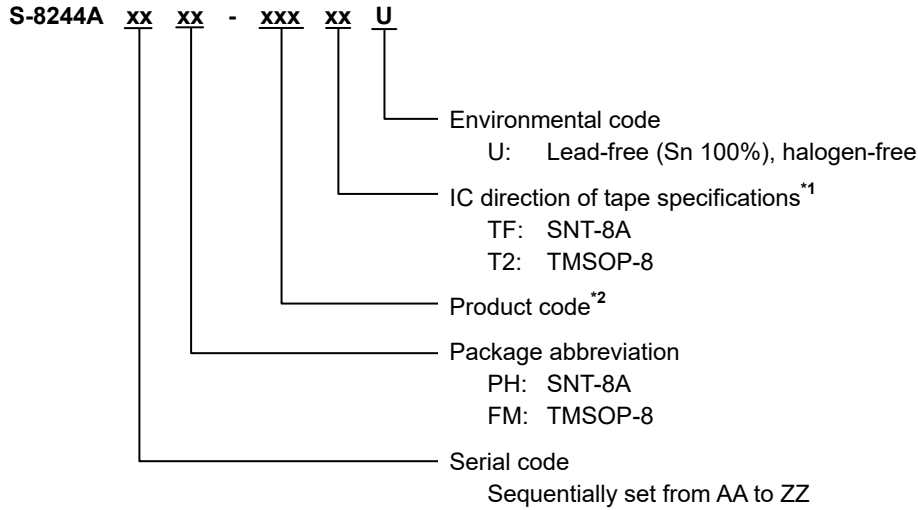 S-8244A xx xx - xxx xx U
Environmental code
U: Lead-free (Sn 100%), halogen-free
IC direction of tape specifications*1
TF: SNT-8A
T2: TMSOP-8
Product code*2
Package abbreviation
PH: SNT-8A
FM: TMSOP-8
Serial code
Sequentially set from AA to ZZ